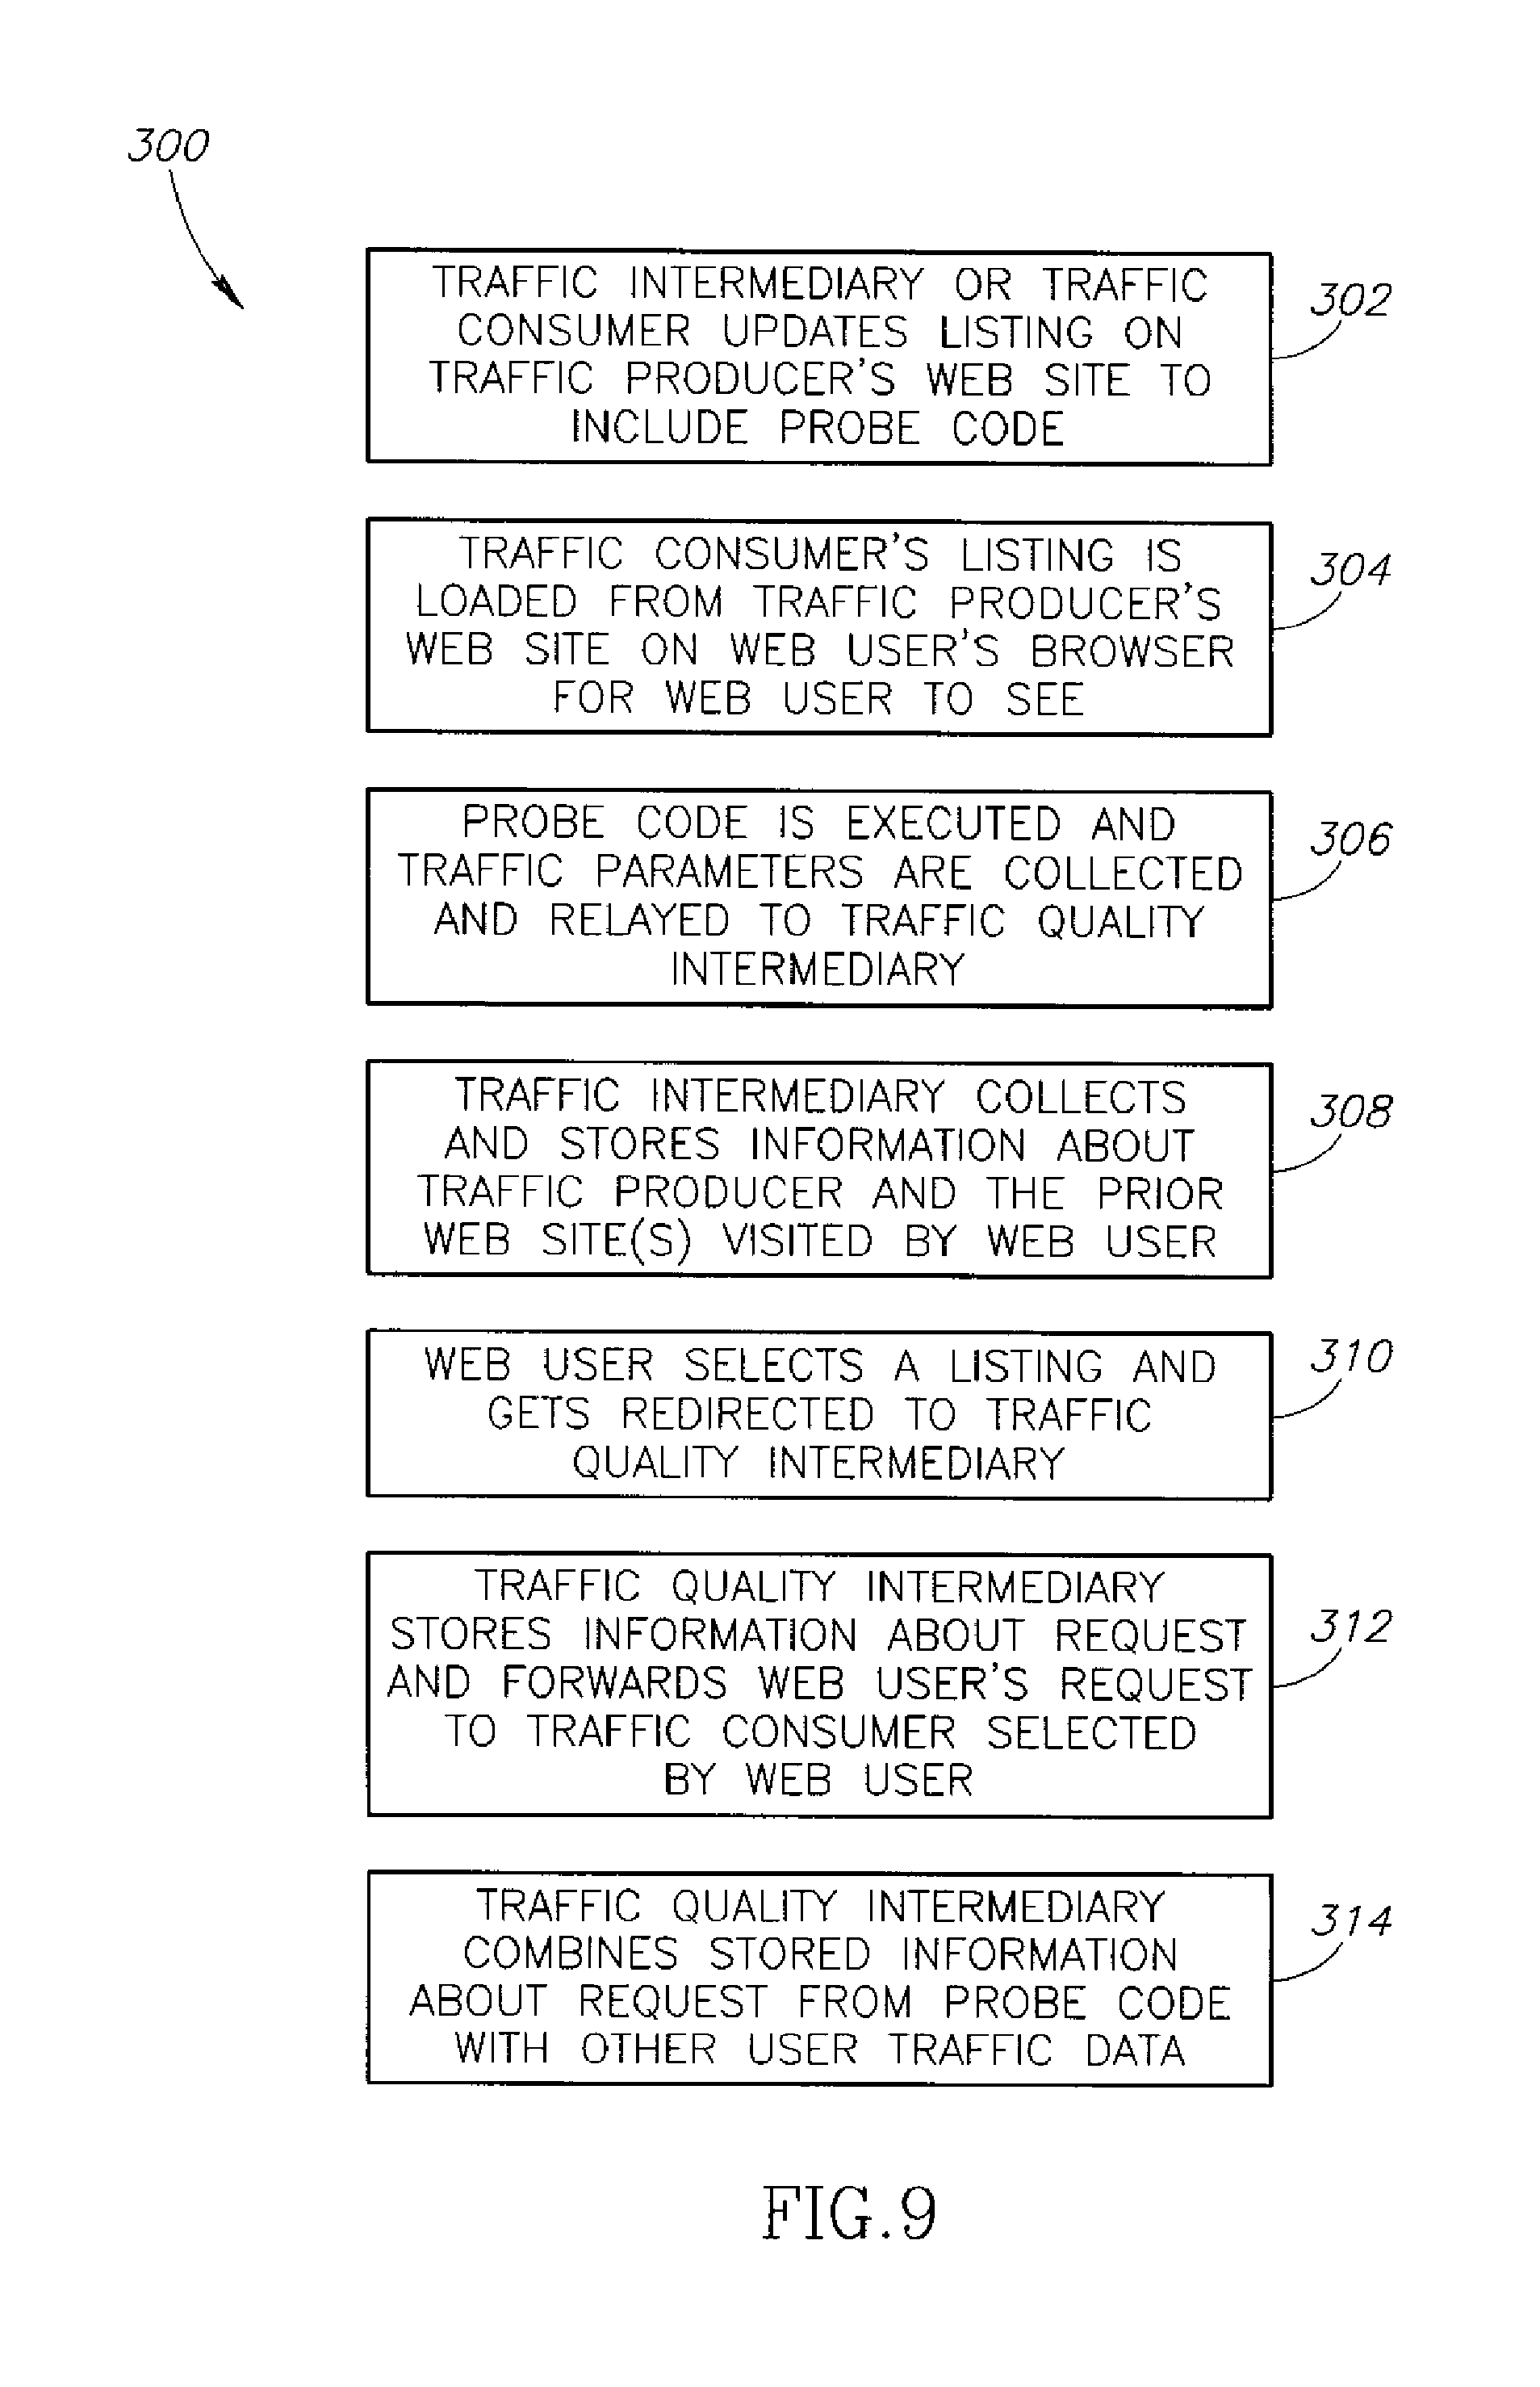 300
TRAFFIC INTERMEDIARY OR TRAFFIC
CONSUMER UPDATES LISTING ON
TRAFFIC PRODUCER'S WEB SITE TO
INCLUDE PROBE CODE
302
TRAFFIC CONSUMER'S LISTING IS
LOADED FROM TRAFFIC PRODUCER'S
WEB SITE ON WEB USER'S BROWSER
FOR WEB USER TO SEE
304
PROBE CODE IS EXECUTED AND
TRAFFIC PARAMETERS ARE COLLECTED
AND RELAYED TO TRAFFIC QUALITY
INTERMEDIARY
306
TRAFFIC INTERMEDIARY COLLECTS
AND STORES INFORMATION ABOUT
TRAFFIC PRODUCER AND THE PRIOR
WEB SITE(S) VISITED BY WEB USER
308
WEB USER SELECTS A LISTING AND
GETS REDIRECTED TO TRAFFIC
QUALITY INTERMEDIARY
310
TRAFFIC QUALITY INTERMEDIARY
STORES INFORMATION ABOUT REQUEST
AND FORWARDS WEB USER'S REQUEST
TO TRAFFIC CONSUMER SELECTED
BY WEB USER
312
TRAFFIC QUALITY INTERMEDIARY
COMBINES STORED INFORMATION
ABOUT REQUEST FROM PROBE CODE
WITH OTHER USER TRAFFIC DATA
314
FIG.9